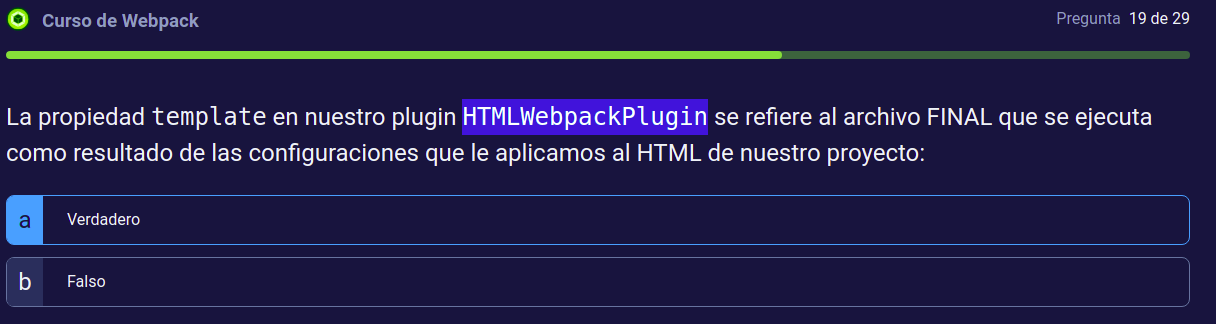 Curso de Webpack
Pregunta 19 de 29
La propiedad template en nuestro plugin HTMLWebpackPlugin se refiere al archivo FINAL que se ejecuta
como resultado de las configuraciones que le aplicamos al HTML de nuestro proyecto:
a Verdadero
b Falso